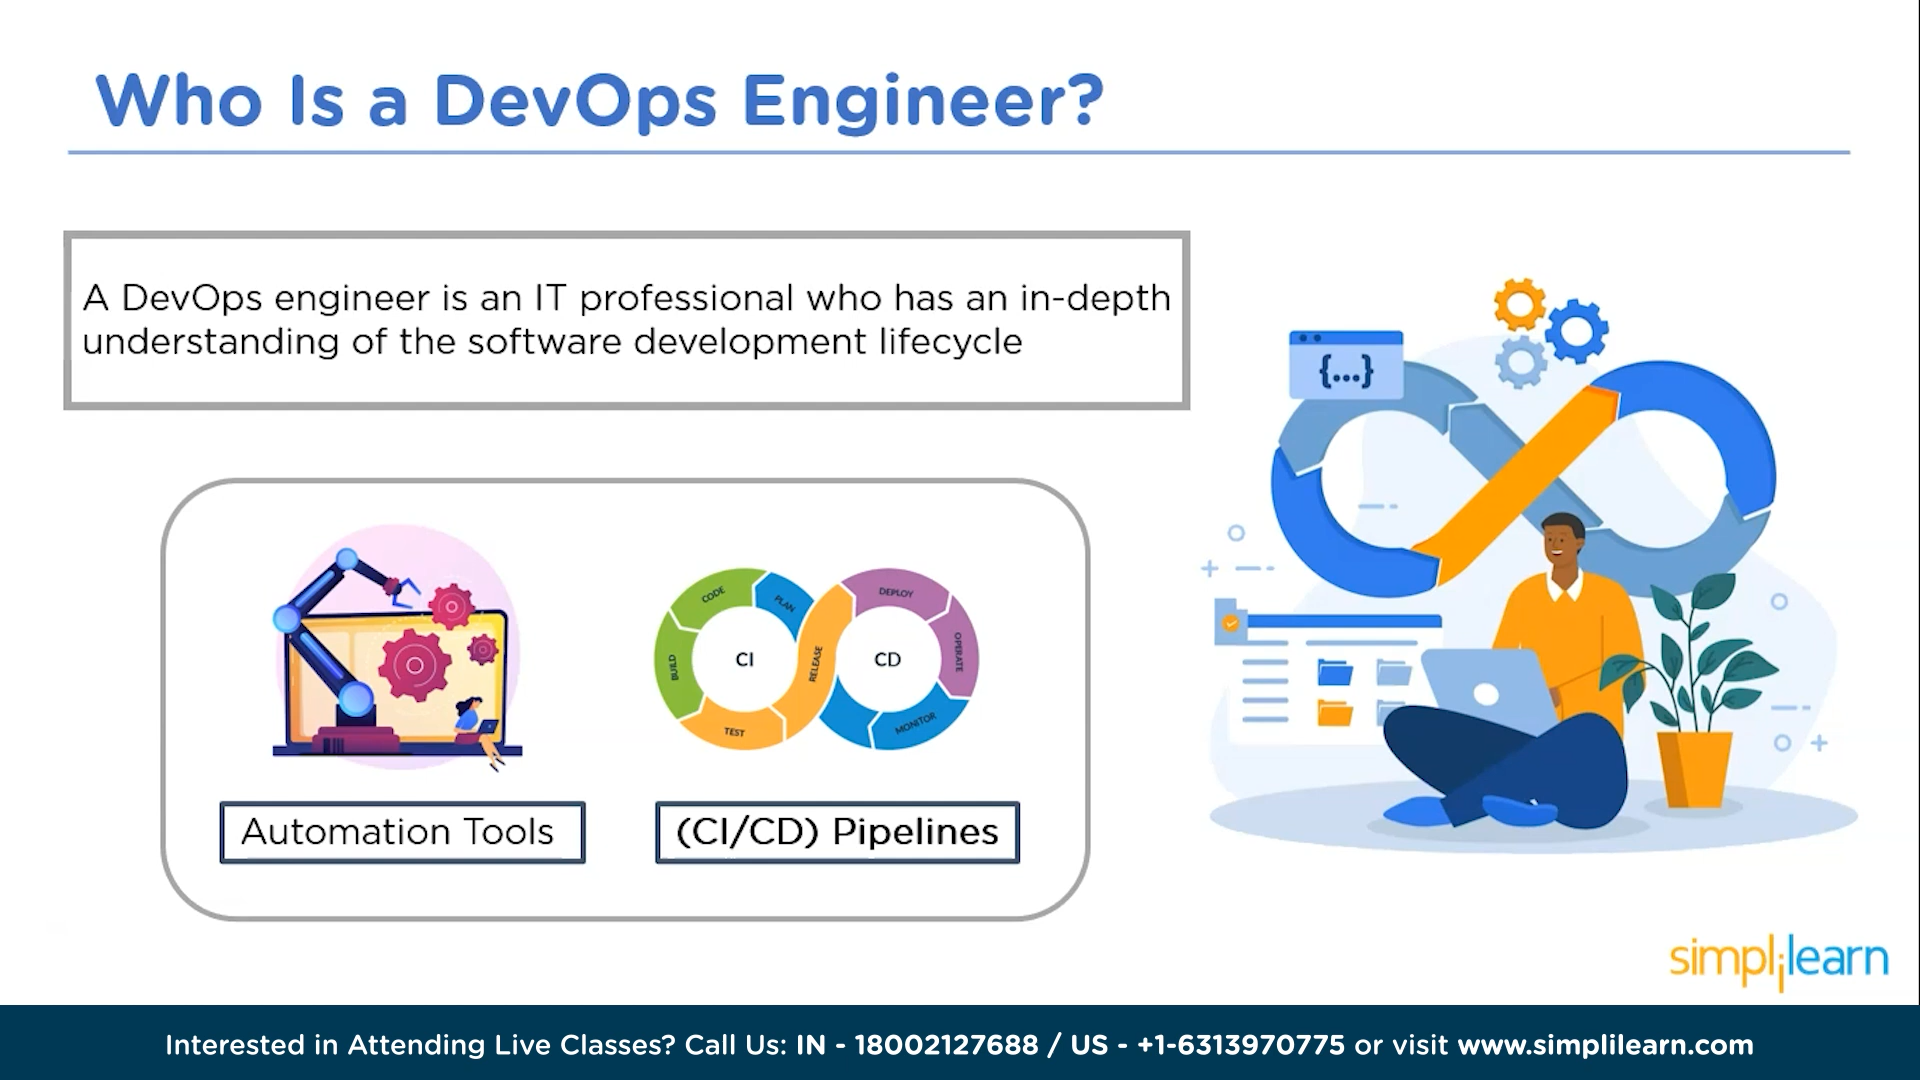 Who Is a DevOps Engineer?
A DevOps engineer is an IT professional who has an in-depth
understanding of the software development lifecycle
{...}
CODE
PLAN
DEPLOY
BUILD
CI
RELEASE
CD
OPERATE
TEST
MONITOR
Automation Tools
(CI/CD) Pipelines
simplilearn
Interested in Attending Live Classes? Call Us: IN - 18002127688 / US - +1-6313970775 or visit www.simplilearn.com